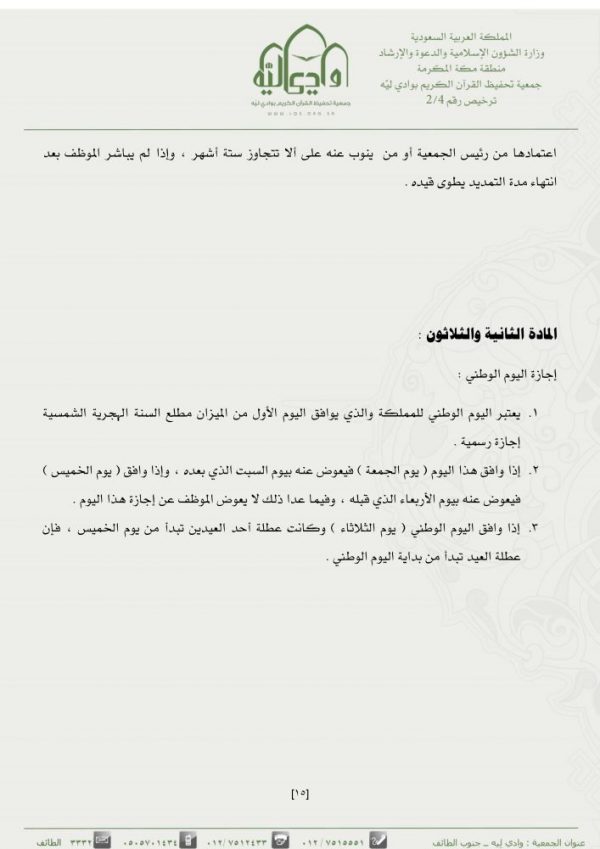 المملكة العربية السعودية
وزارة الشؤون الإسلامية والدعوة والإرشاد
منطقة مكة المكرمة
جمعية تحفيظ القرآن الكريم بوادي ليّه
ترخيص رقم 2/4
وادي ليّه
جمعية تحفيظ القرآن الكريم بوادي ليّه
WWW.IQS.ORG.SA
اعتمادها من رئيس الجمعية أو من ينوب عنه على ألا تتجاوز ستة أشهر ، وإذا لم يباشر الموظف بعد
انتهاء مدة التمديد يطوى قيده .
المادة الثانية والثلاثون :
إجازة اليوم الوطني :
١. يعتبر اليوم الوطني للمملكة والذي يوافق اليوم الأول من الميزان مطلع السنة الهجرية الشمسية
إجازة رسمية .
٢. إذا وافق هذا اليوم ( يوم الجمعة ) فيعوض عنه بيوم السبت الذي بعده ، وإذا وافق ( يوم الخميس )
فيعوض عنه بيوم الأربعاء الذي قبله ، وفيما عدا ذلك لا يعوض الموظف عن إجازة هذا اليوم .
٣. إذا وافق اليوم الوطني ( يوم الثلاثاء ) وكانت عطلة أحد العيدين تبدأ من يوم الخميس ، فإن
عطلة العيد تبدأ من بداية اليوم الوطني .
[١٥]
عنوان الجمعية : وادي ليه ــ جنوب الطائف ٠١٢/ ٧٥١٥٥٥١ ٠١٢/ ٧٥١٢٤٣٣ ٠٥٠٥٧٠١٤٣٤ ٣٣٣٢ الطائف